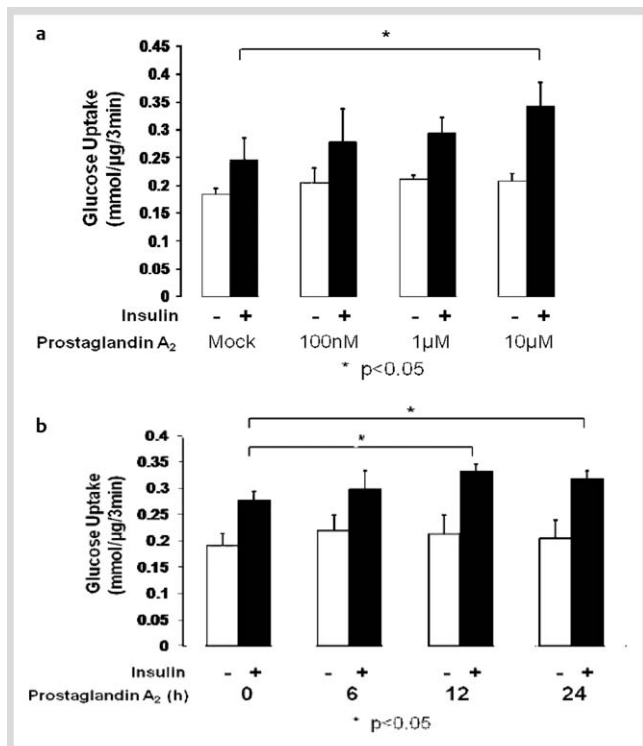 a
*
Glucose Uptake
(mmol/µg/3min)
0.45
0.4
0.35
0.3
0.25
0.2
0.15
0.1
0.05
0
Insulin - + - + - + - +
Prostaglandin A2 Mock 100nM 1µM 10µM
* p<0.05
b
*
*
Glucose Uptake
(mmol/µg/3min)
0.4
0.35
0.3
0.25
0.2
0.15
0.1
0.05
0
Insulin - + - + - + - +
Prostaglandin A2 (h) 0 6 12 24
* p<0.05